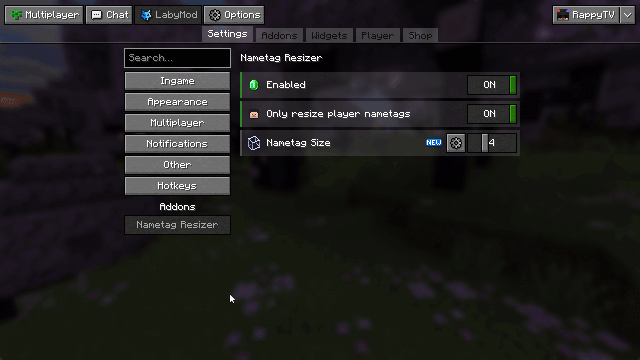 Multiplayer Chat LabyMod Options RappyTV
Settings Addons Widgets Player Shop
Search...
Ingame
Appearance
Multiplayer
Notifications
Other
Hotkeys
Addons
Nametag Resizer
Nametag Resizer
Enabled ON
Only resize player nametags ON
Nametag Size NEW 4